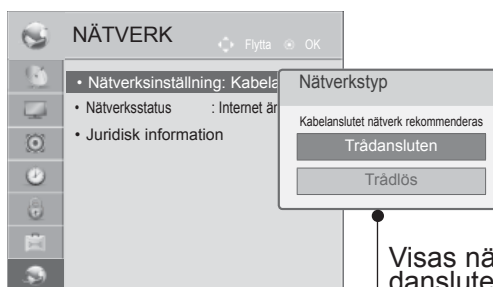 NÄTVERK
Flytta OK
• Nätverksinställning: Kabela
• Nätverksstatus : Internet är
• Juridisk information
Nätverkstyp
Kabelanslutet nätverk rekommenderas
Trådansluten
Trådlös
Visas nä
danslute